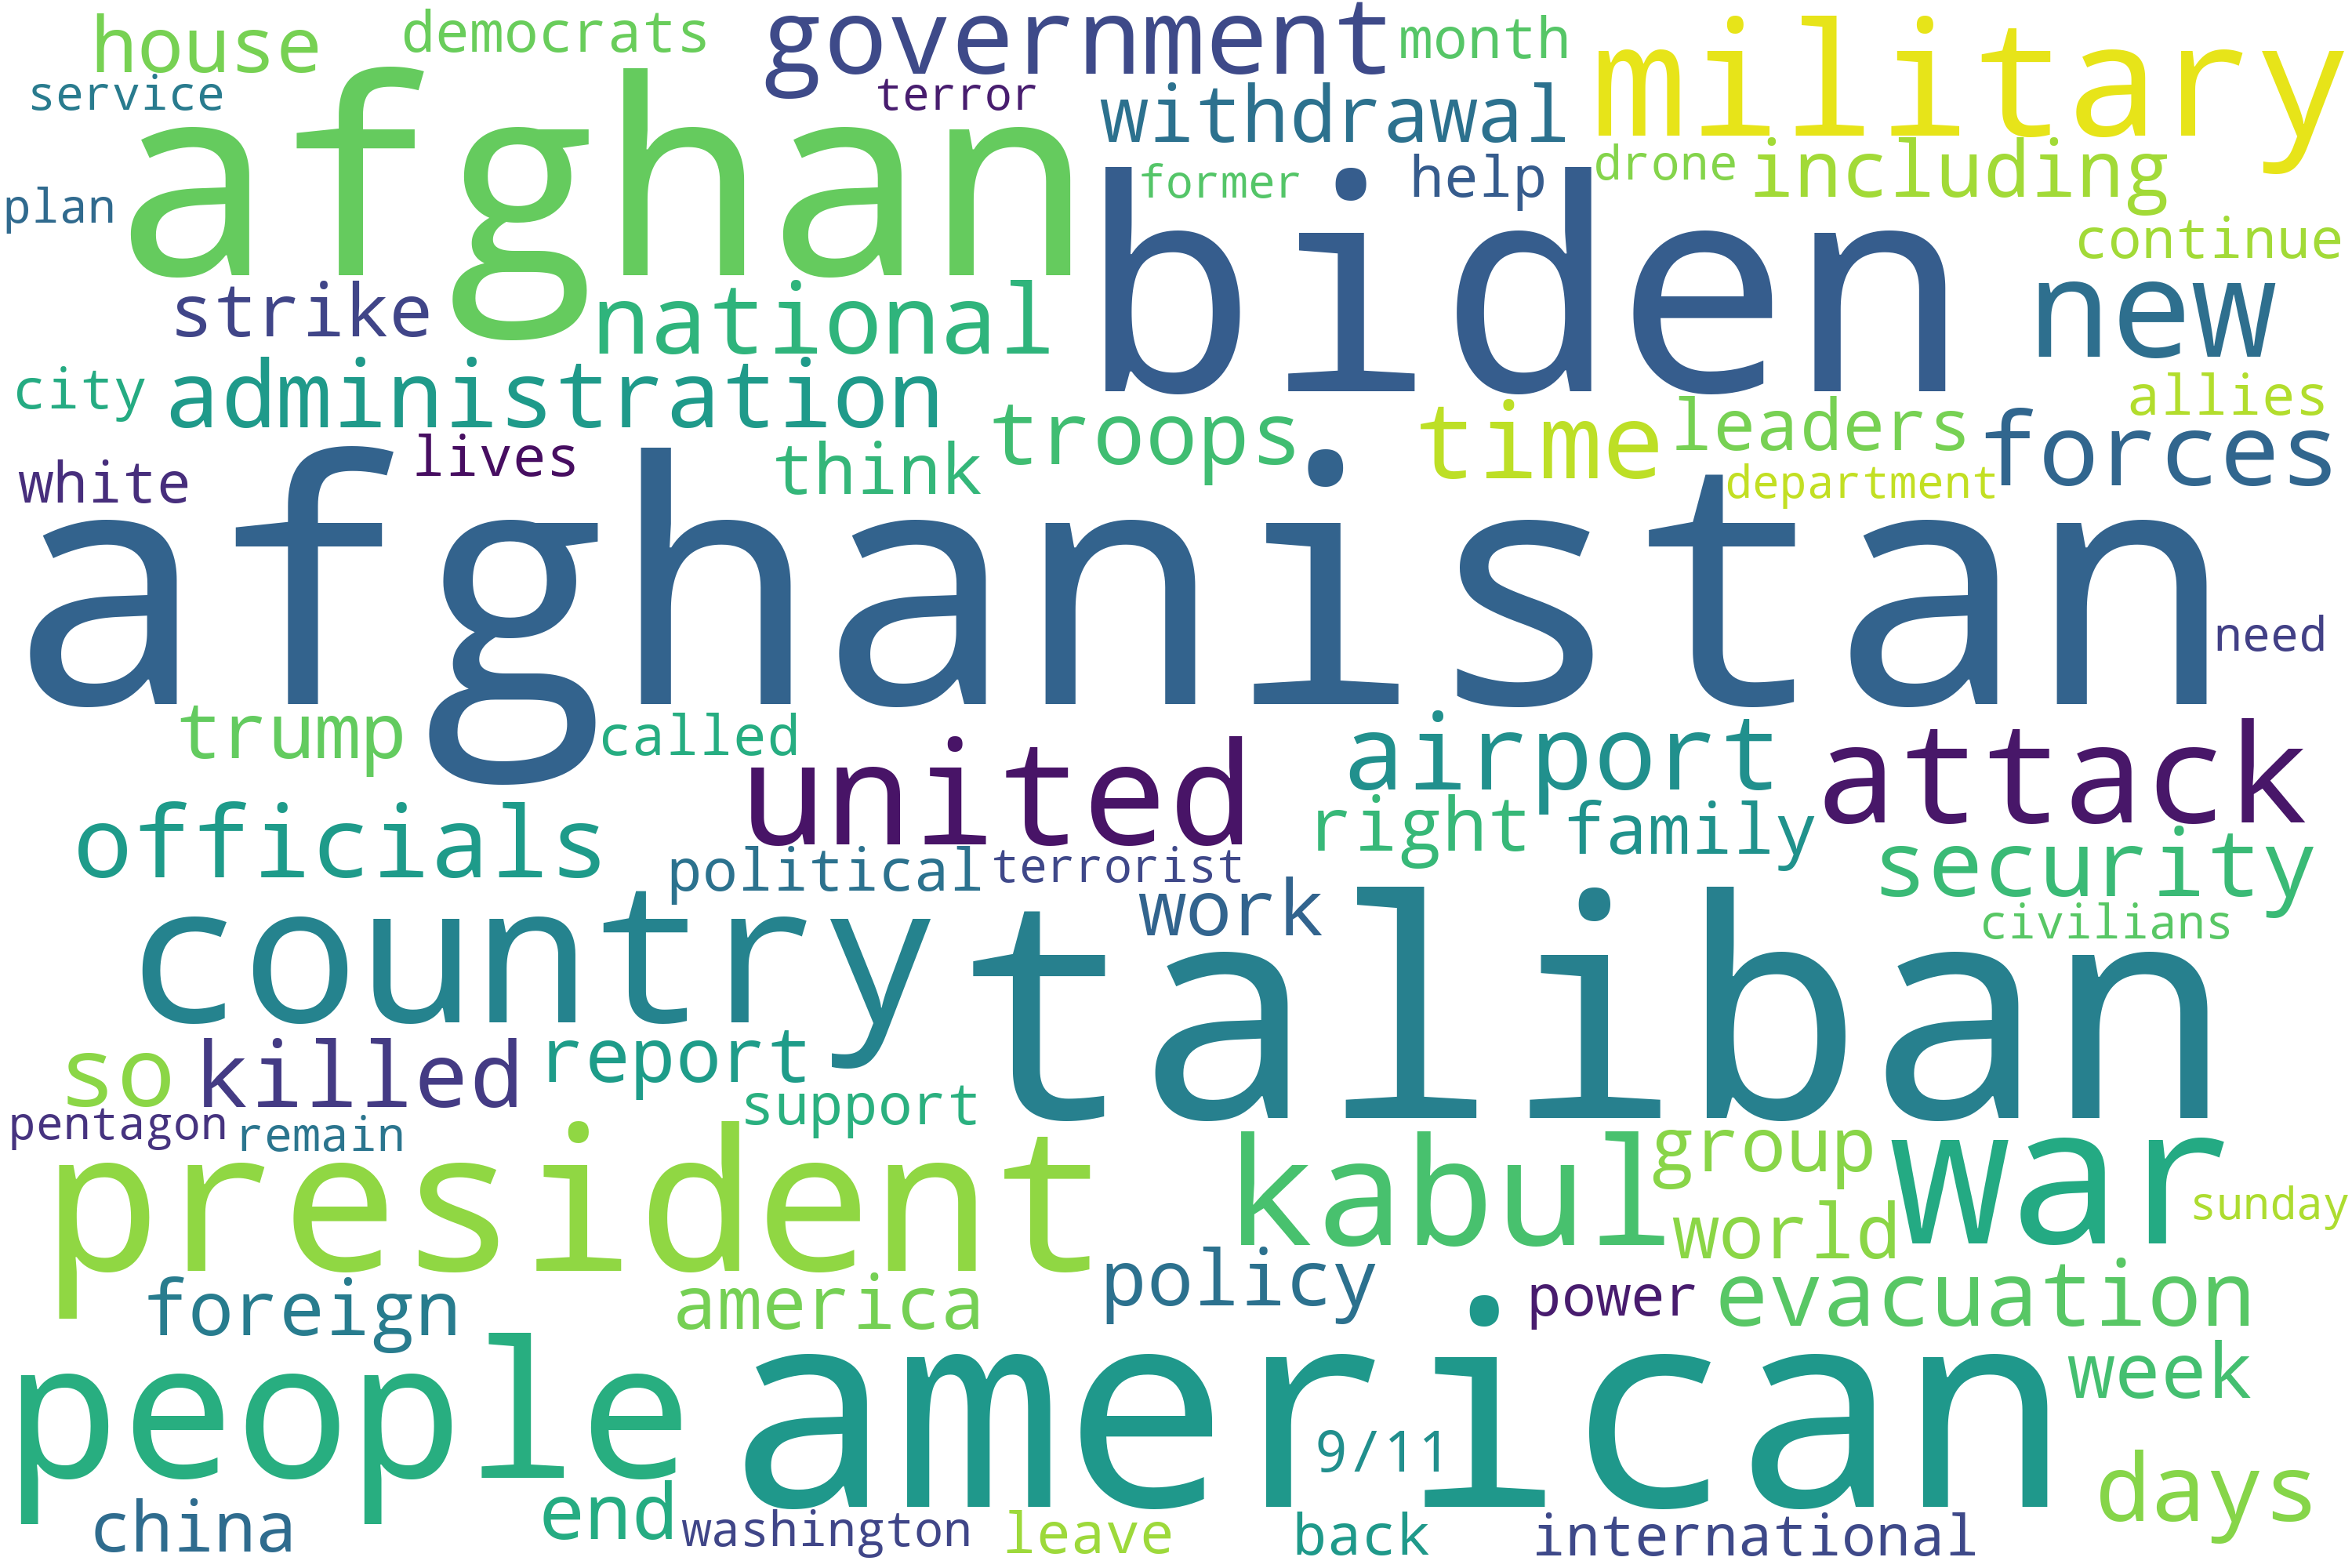 house democrats government month military
service terror withdrawal
afghan former help drone including
plan biden continue
strike national new
city administration troops time leaders allies
white lives think department forces
afghanistan need
trump called united airport attack
officials right family security
political terrorist work civilians
country taliban
so killed report support
pentagon remain
president kabul group war
world sunday
foreign america policy power evacuation
people american 9/11 week
china end washington leave back international days